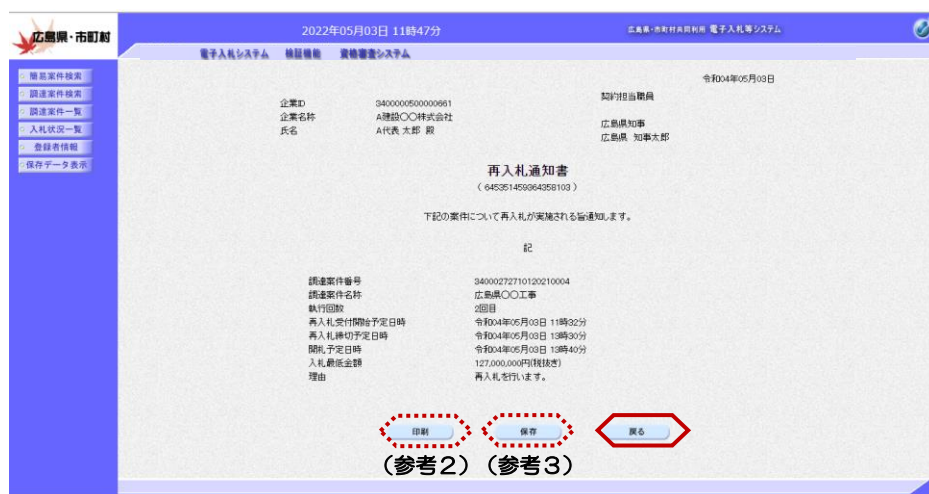 広島県・市町村
2022年05月03日 11時47分
広島県・市町村共同利用 電子入札等システム
電子入札システム 検証機能 資格審査システム
簡易案件検索
調達案件検索
調達案件一覧
入札状況一覧
登録者情報
保存データ表示
令和04年05月03日
企業ID 3400000500000661
企業名称 A建設〇〇株式会社
氏名 A代表 太郎 殿
契約担当職員
広島県知事
広島県 知事太郎
再入札通知書
( 645351459364358103 )
下記の案件について再入札が実施される旨通知します。
記
調達案件番号 34000272710120210004
調達案件名称 広島県〇〇工事
執行回数 2回目
再入札受付開始予定日時 令和04年05月03日 11時32分
再入札締切予定日時 令和04年05月03日 13時30分
開札予定日時 令和04年05月03日 13時40分
入札最低金額 127,000,000円(税抜き)
理由 再入札を行います。
印刷 保存 戻る
(参考2) (参考3)